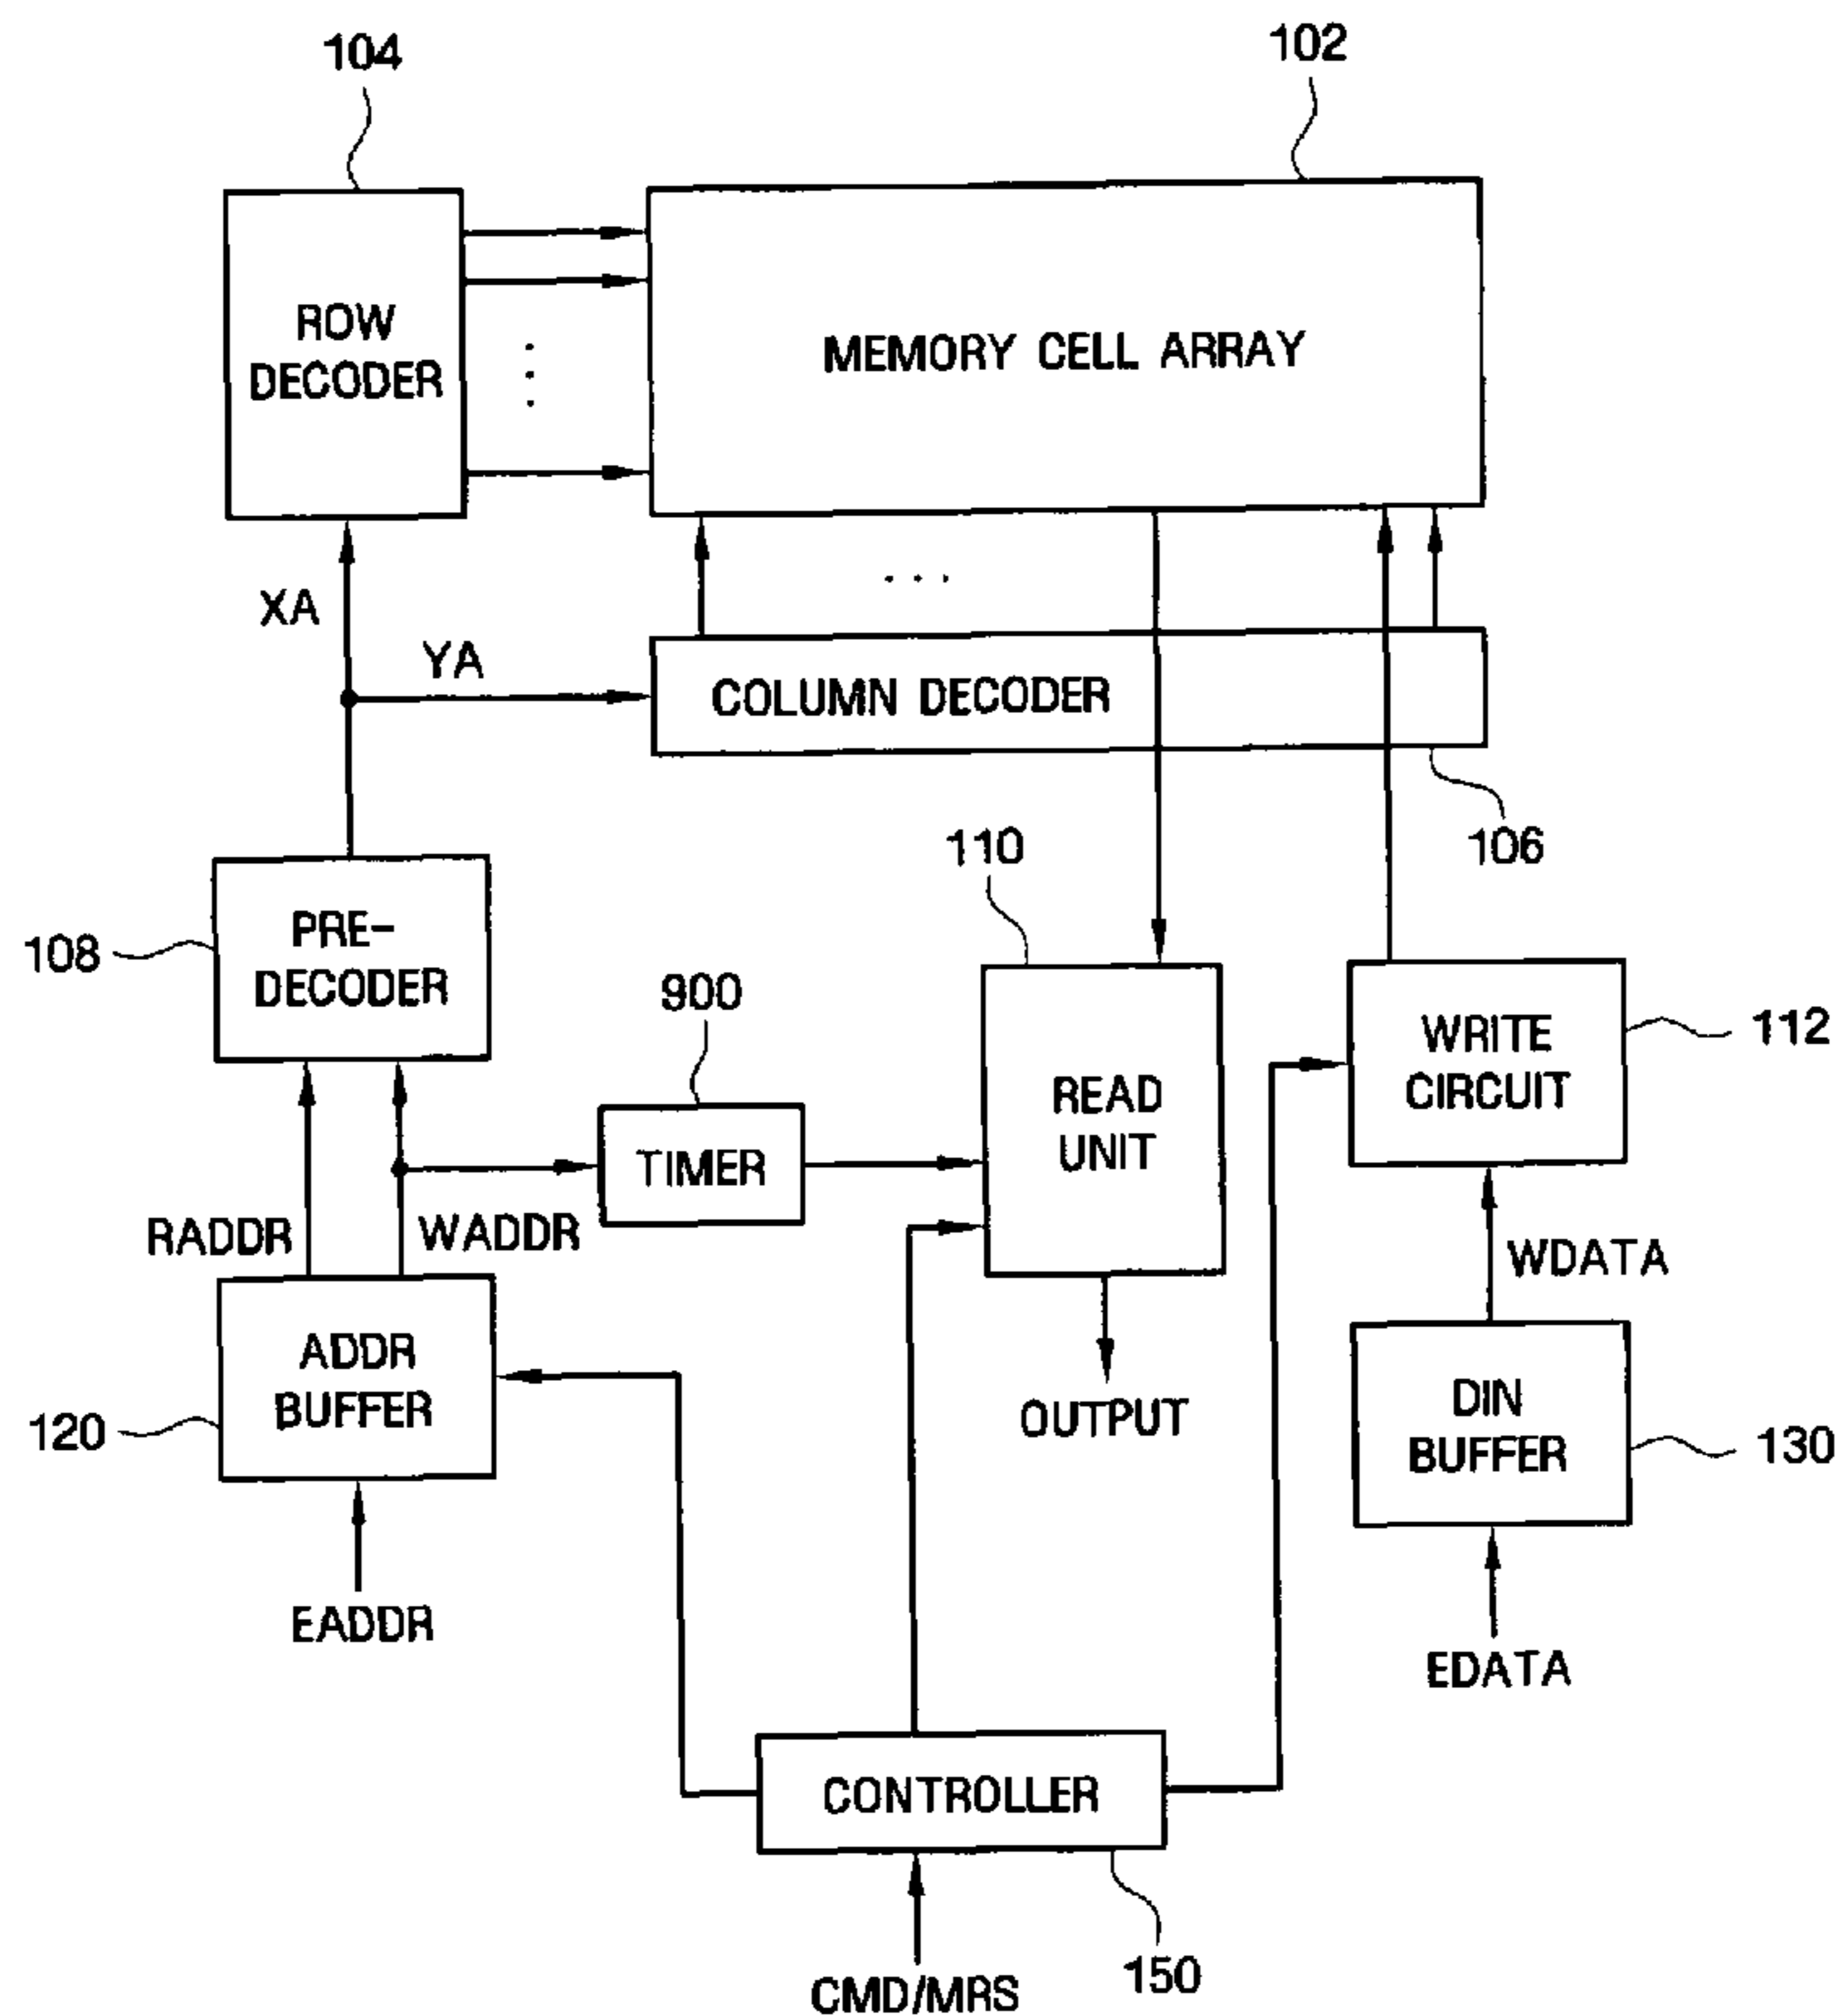 104
102
ROW
DECODER
MEMORY CELL ARRAY
XA
YA
COLUMN DECODER
106
110
108
PRE-
DECODER
900
TIMER
READ
UNIT
WRITE
CIRCUIT
112
RADDR
WADDR
WDATA
ADDR
BUFFER
120
OUTPUT
DIN
BUFFER
130
EADDR
EDATA
CONTROLLER
150
CMD/MRS